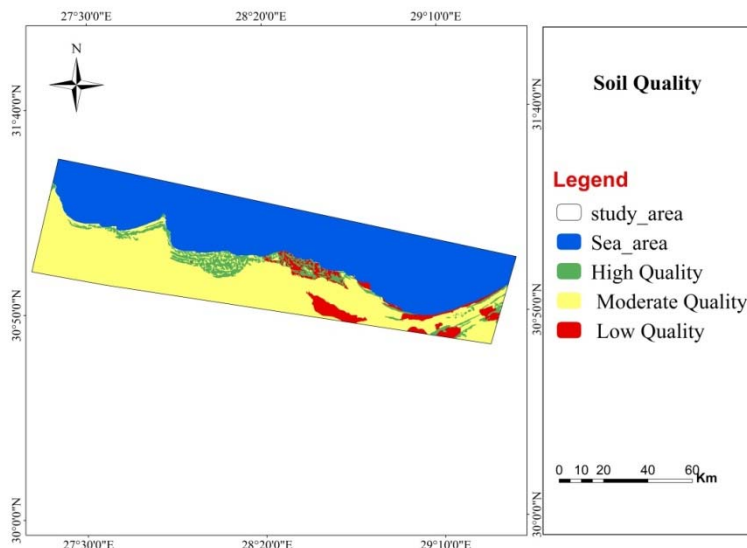 27°30'0"E 28°20'0"E 29°10'0"E
N
31°40'0"N
31°40'0"N
Soil Quality
Legend
study_area
Sea_area
High Quality
Moderate Quality
Low Quality
30°50'0"N
30°50'0"N
0 5 10 20 40 60
Km
30°0'0"N
30°0'0"N
27°30'0"E 28°20'0"E 29°10'0"E